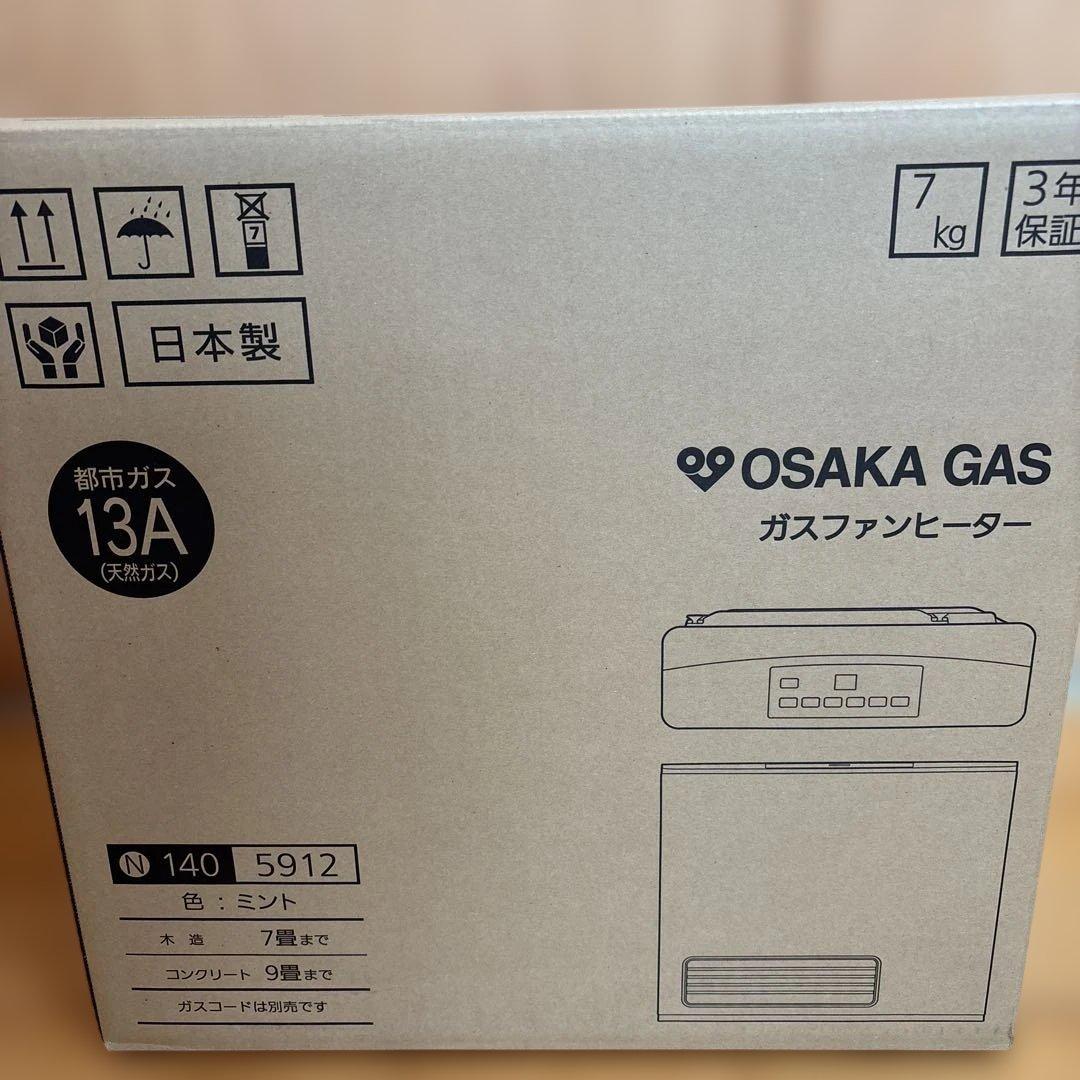 7
7
kg
3年
保証
日本製
都市ガス
13A
(天然ガス)
OSAKA GAS
ガスファンヒーター
N 140 5912
色：ミント
木造 7畳まで
コンクリート 9畳まで
ガスコードは別売です